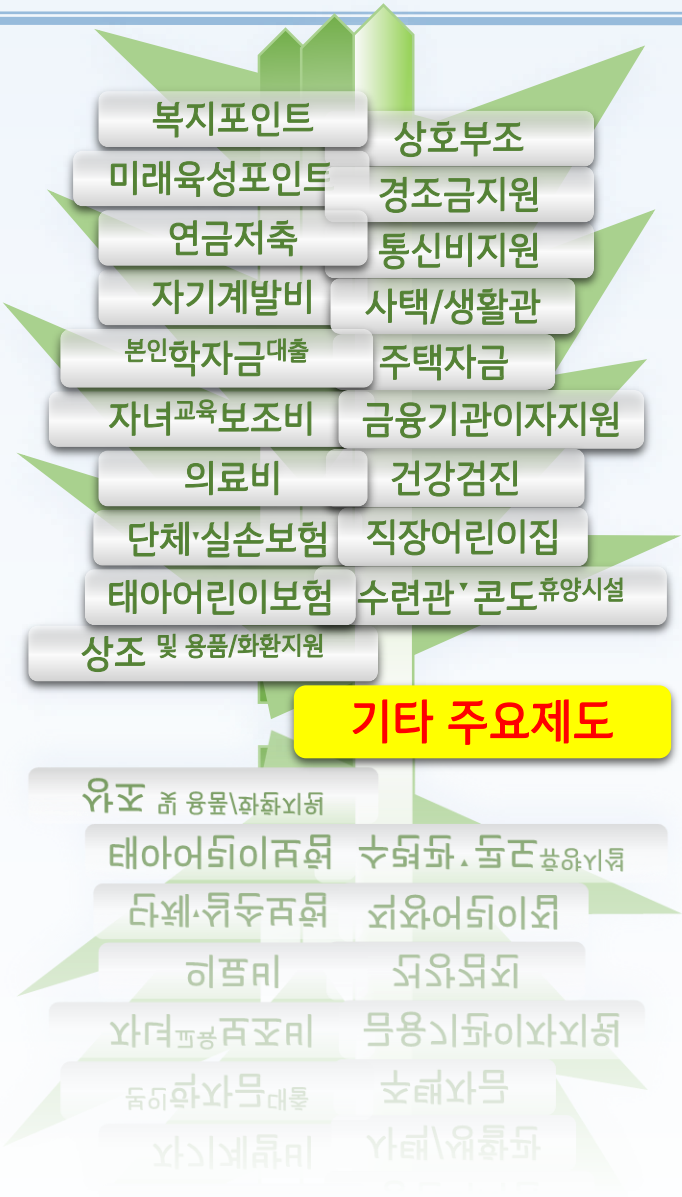 복지포인트
미래육성포인트
연금저축
자기계발비
본인학자금대출
자녀교육보조비
의료비
단체▾실손보험
태아어린이보험
상조 및 용품/화환지원
상호부조
경조금지원
통신비지원
사택/생활관
주택자금
금융기관이자지원
건강검진
직장어린이집
수련관▾콘도휴양시설
기타 주요제도